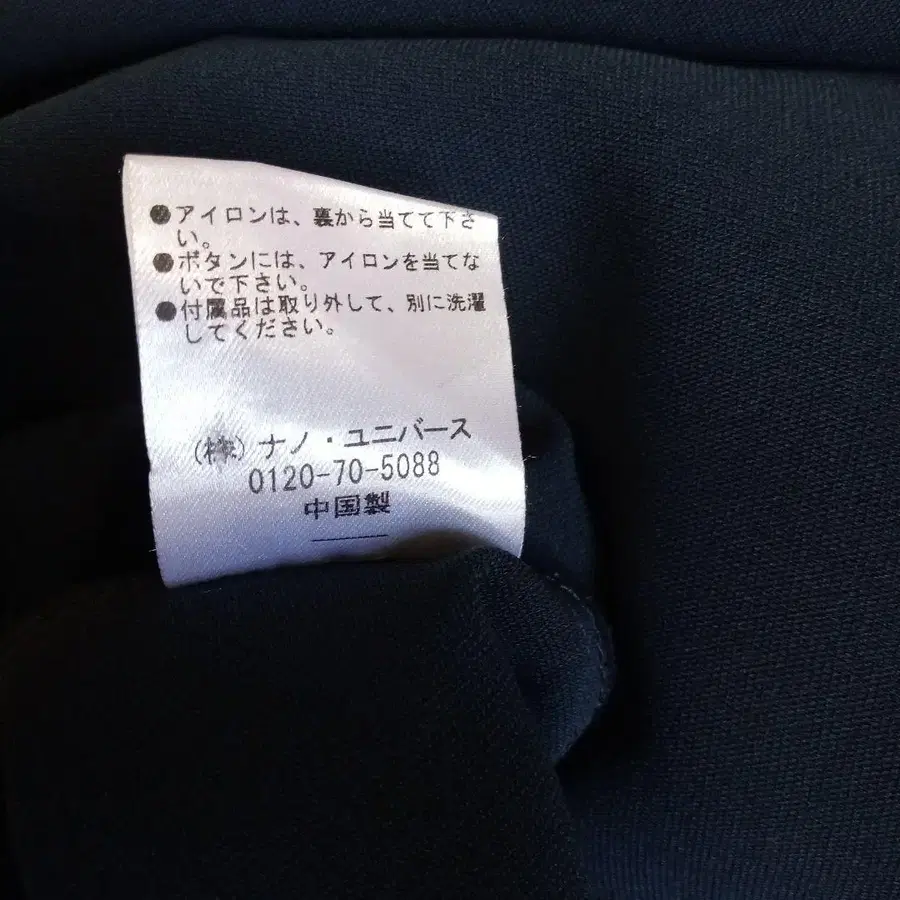 ●アイロンは、裏から当てて下さ
い。
●ボタンには、アイロンを当てな
いで下さい。
●付属品は取り外して、別に洗濯
してください。
(株)ナノ・ユニバース
0120-70-5088
中国製